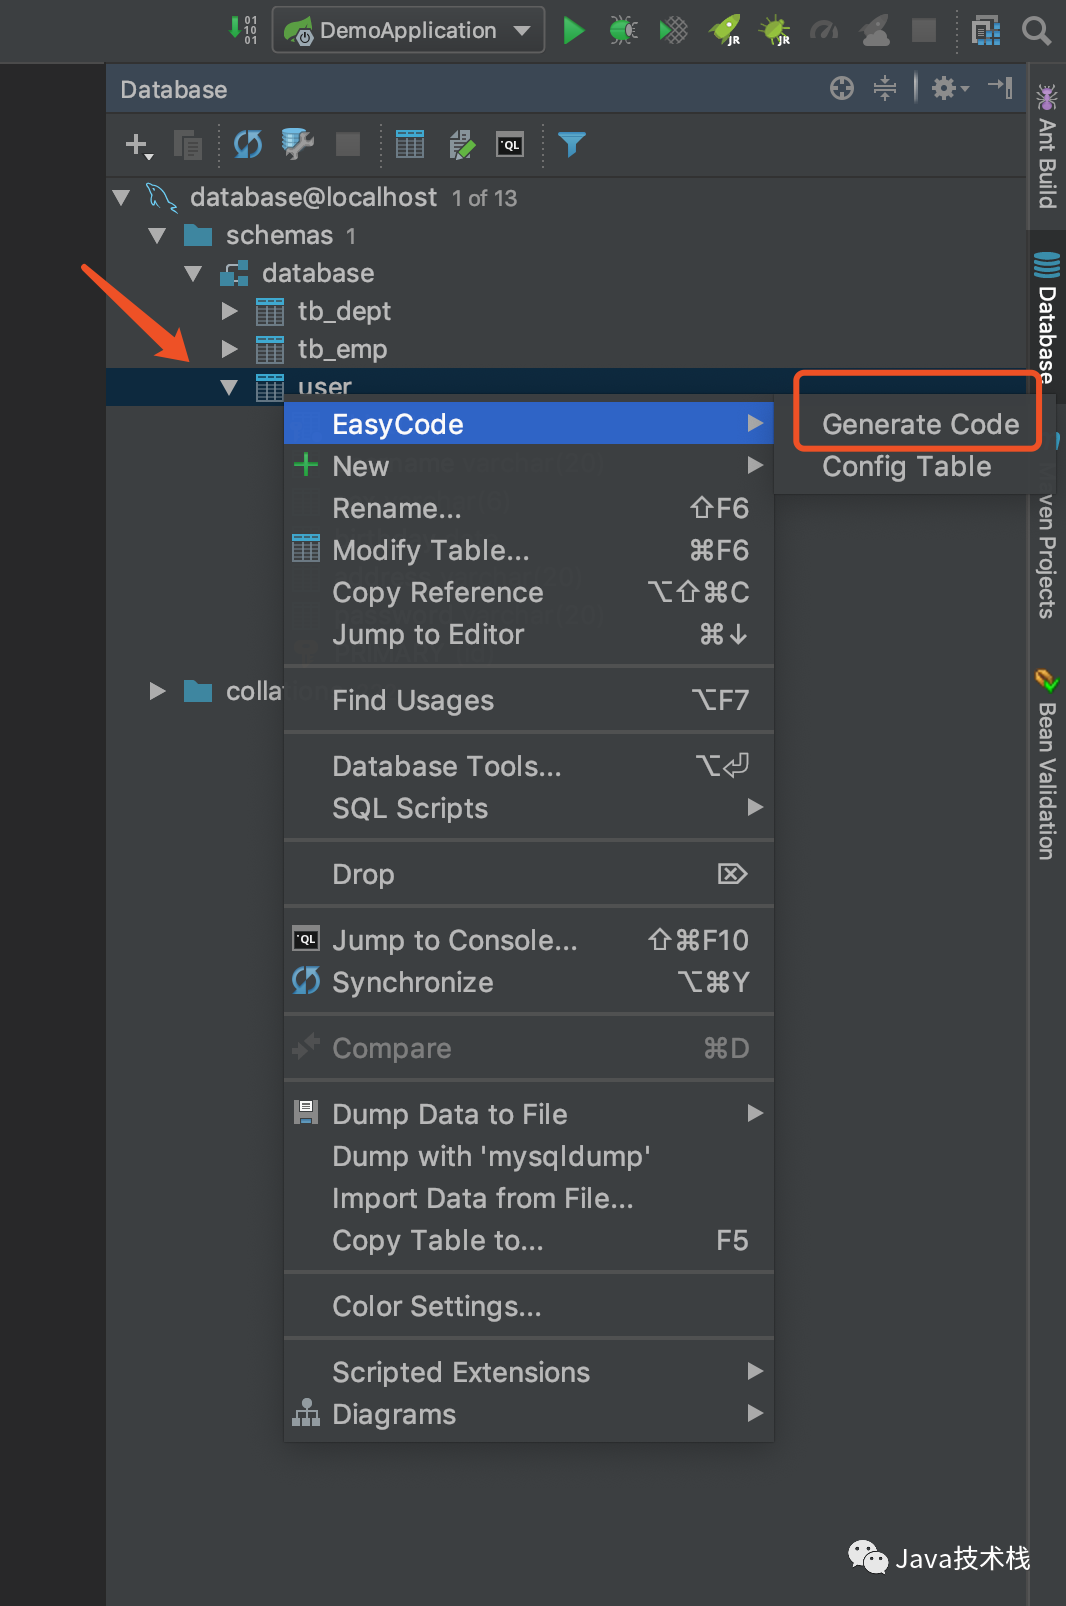 DemoApplication
Database
database@localhost 1 of 13
schemas 1
database
tb_dept
tb_emp
user
EasyCode
Generate Code
New
Config Table
Rename... ⇧F6
Modify Table... ⌘F6
Copy Reference ⌥⇧⌘C
Jump to Editor ⌘↓
Find Usages ⌥F7
Database Tools... ⌥⏎
SQL Scripts
Drop ⌦
Jump to Console... ⇧⌘F10
Synchronize ⌥⌘Y
Compare ⌘D
Dump Data to File
Dump with 'mysqldump'
Import Data from File...
Copy Table to... F5
Color Settings...
Scripted Extensions
Diagrams
Ant Build
Database
Bean Validation
Java技术栈